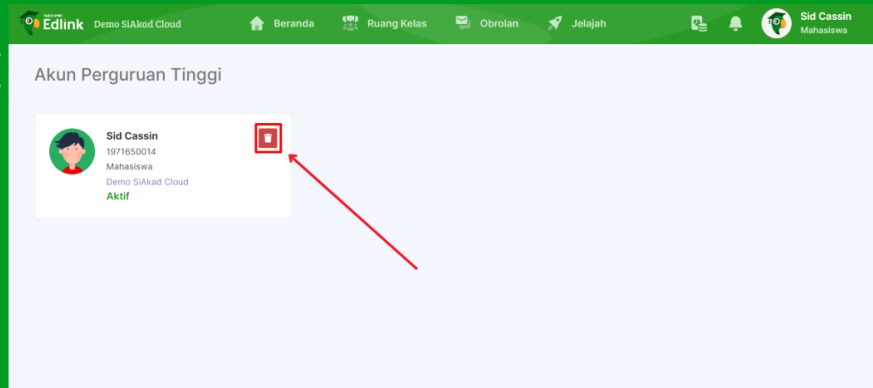 Edlink Demo SiAkad Cloud
Beranda
Ruang Kelas
Obrolan
Jelajah
Sid Cassin
Mahasiswa
Akun Perguruan Tinggi
Sid Cassin
1971650014
Mahasiswa
Demo SiAkad Cloud
Aktif